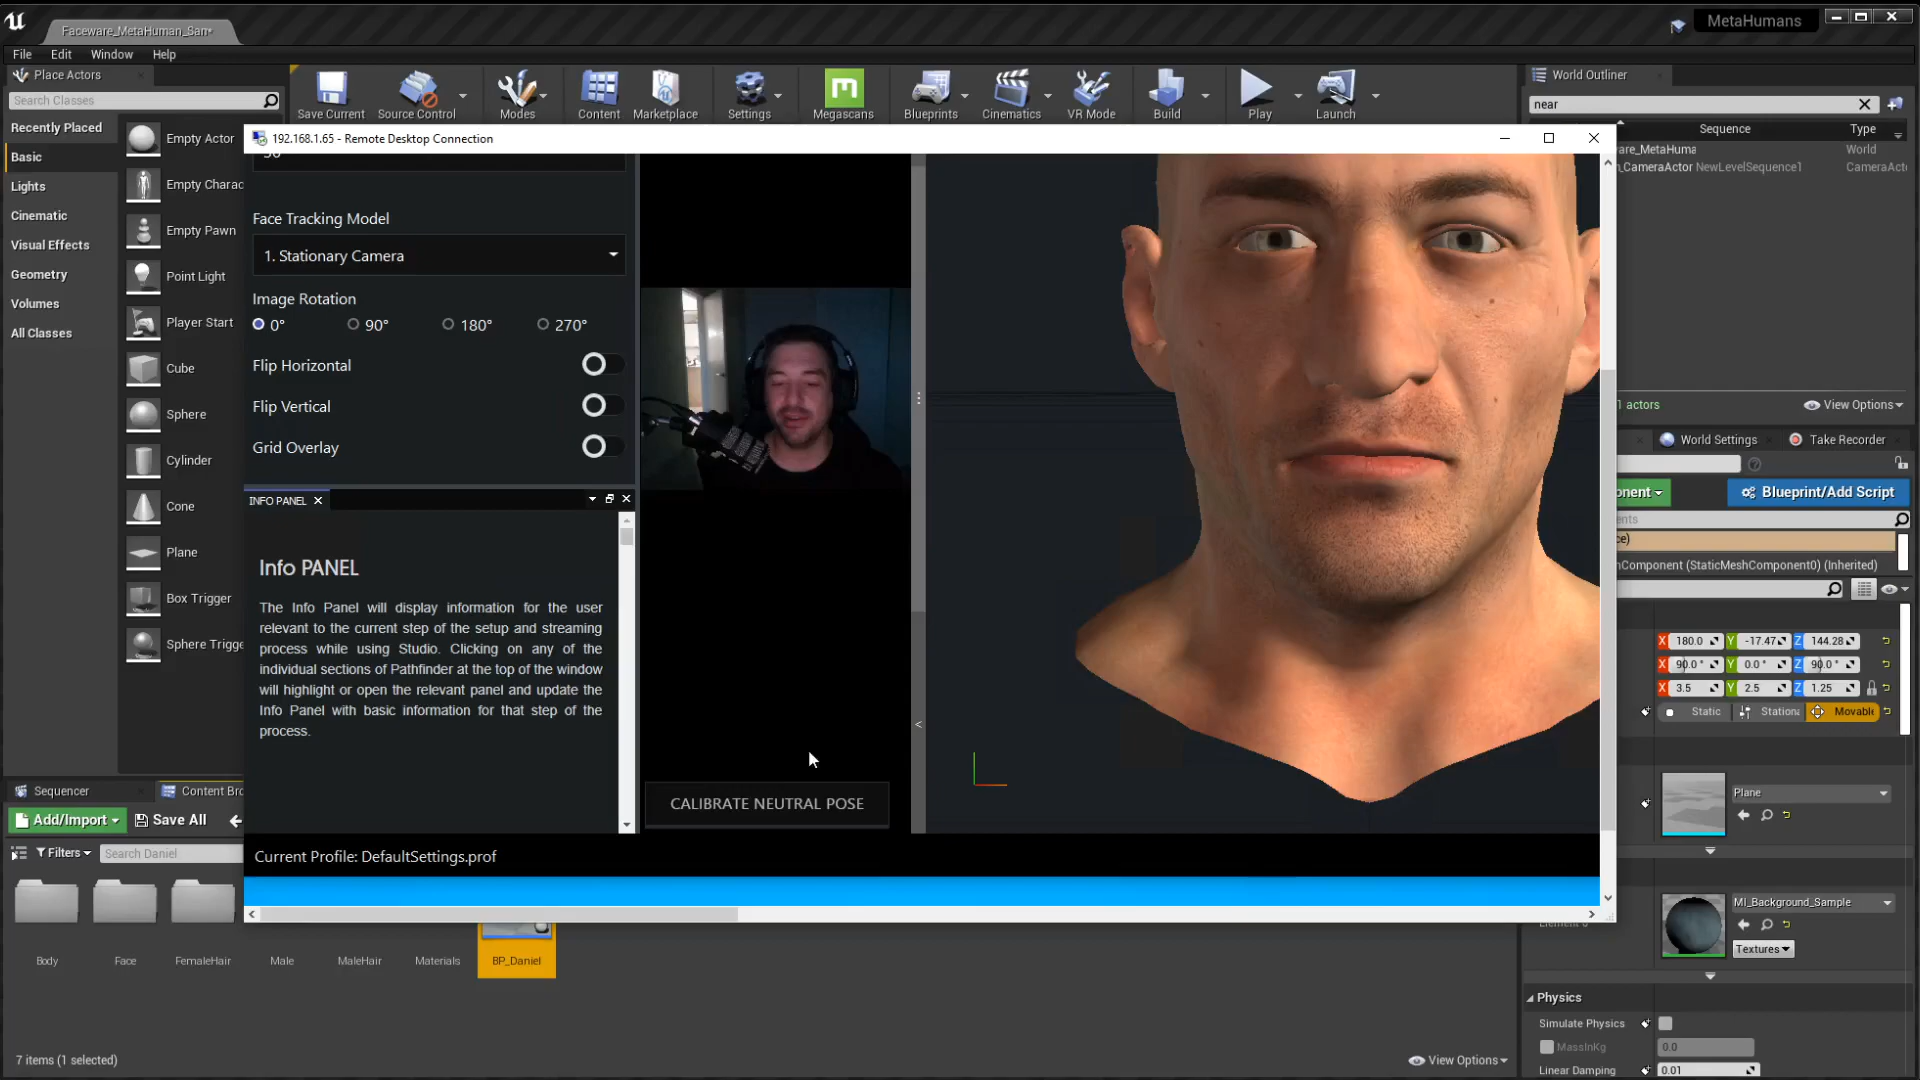 Faceware_MetaHuman_Sam*
MetaHumans
File Edit Window Help
Place Actors
Search Classes
Recently Placed
Basic
Lights
Cinematic
Visual Effects
Geometry
Volumes
All Classes
Empty Actor
Empty Charac
Empty Pawn
Point Light
Player Start
Cube
Sphere
Cylinder
Cone
Plane
Box Trigger
Sphere Trigge
Save Current
Source Control
Modes
Content
Marketplace
Settings
Megascans
Blueprints
Cinematics
VR Mode
Build
Play
Launch
World Outliner
near
Sequence
Type
are_MetaHuma
World
_CameraActor NewLevelSequence1 CameraAct
192.168.1.65 - Remote Desktop Connection
Face Tracking Model
1. Stationary Camera
Image Rotation
0° 90° 180° 270°
Flip Horizontal
Flip Vertical
Grid Overlay
INFO PANEL
Info PANEL
The Info Panel will display information for the user
relevant to the current step of the setup and streaming
process while using Studio. Clicking on any of the
individual sections of Pathfinder at the top of the window
will highlight or open the relevant panel and update the
Info Panel with basic information for that step of the
process.
CALIBRATE NEUTRAL POSE
Current Profile: DefaultSettings.prof
1 actors
View Options
World Settings
Take Recorder
onent
Blueprint/Add Script
ents
ce)
Component (StaticMeshComponent0) (Inherited)
X 180.0 Y -17.47 Z 144.28
X 90.0 ° Y 0.0 ° Z 90.0 °
X 3.5 Y 2.5 Z 1.25
Static
Stationa
Movable
Plane
MI_Background_Sample
Textures
Physics
Simulate Physics
MassInKg 0.0
Linear Damping 0.01
Sequencer
Content Bro
Add/Import
Save All
Filters
Search Daniel
Body
Face
FemaleHair
Male
MaleHair
Materials
BP_Daniel
7 items (1 selected)
View Options